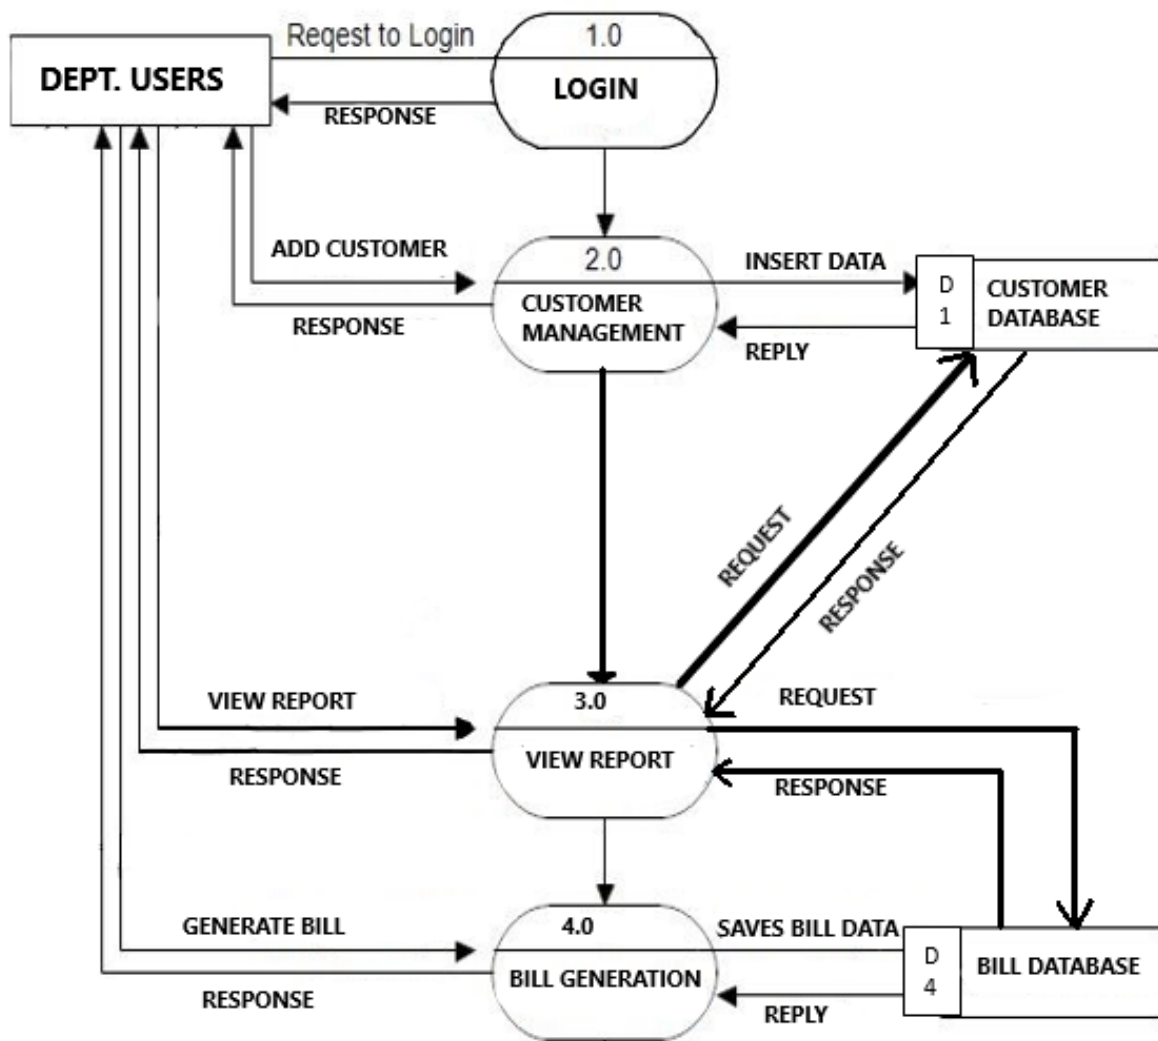 Reqest to Login
1.0
DEPT. USERS
LOGIN
RESPONSE
ADD CUSTOMER
2.0
INSERT DATA
D
1
CUSTOMER
DATABASE
RESPONSE
CUSTOMER
MANAGEMENT
REPLY
REQUEST
RESPONSE
VIEW REPORT
3.0
REQUEST
RESPONSE
VIEW REPORT
RESPONSE
GENERATE BILL
4.0
SAVES BILL DATA
D
4
BILL DATABASE
RESPONSE
BILL GENERATION
REPLY